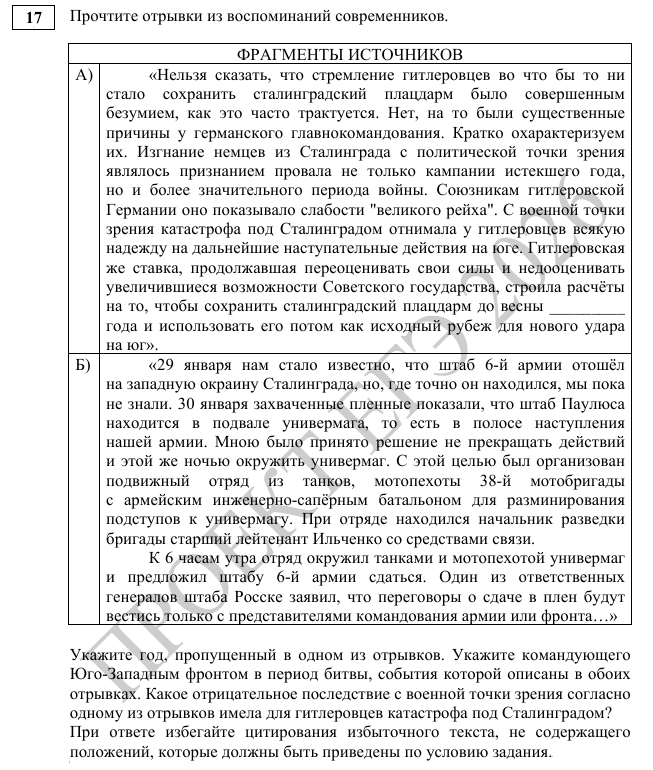 17 Прочтите отрывки из воспоминаний современников.
ФРАГМЕНТЫ ИСТОЧНИКОВ
А) «Нельзя сказать, что стремление гитлеровцев во что бы то ни
стало сохранить сталинградский плацдарм было совершенным
безумием, как это часто трактуется. Нет, на то были существенные
причины у германского главнокомандования. Кратко охарактеризуем
их. Изгнание немцев из Сталинграда с политической точки зрения
являлось признанием провала не только кампании истекшего года,
но и более значительного периода войны. Союзникам гитлеровской
Германии оно показывало слабости "великого рейха". С военной точки
зрения катастрофа под Сталинградом отнимала у гитлеровцев всякую
надежду на дальнейшие наступательные действия на юге. Гитлеровская
же ставка, продолжавшая переоценивать свои силы и недооценивать
увеличившиеся возможности Советского государства, строила расчёты
на то, чтобы сохранить сталинградский плацдарм до весны _________
года и использовать его потом как исходный рубеж для нового удара
на юг».
Б) «29 января нам стало известно, что штаб 6-й армии отошёл
на западную окраину Сталинграда, но, где точно он находился, мы пока
не знали. 30 января захваченные пленные показали, что штаб Паулюса
находится в подвале универмага, то есть в полосе наступления
нашей армии. Мною было принято решение не прекращать действий
и этой же ночью окружить универмаг. С этой целью был организован
подвижный отряд из танков, мотопехоты 38-й мотобригады
с армейским инженерно-сапёрным батальоном для разминирования
подступов к универмагу. При отряде находился начальник разведки
бригады старший лейтенант Ильченко со средствами связи.
К 6 часам утра отряд окружил танками и мотопехотой универмаг
и предложил штабу 6-й армии сдаться. Один из ответственных
генералов штаба Росске заявил, что переговоры о сдаче в плен будут
вестись только с представителями командования армии или фронта…»
Укажите год, пропущенный в одном из отрывков. Укажите командующего
Юго-Западным фронтом в период битвы, события которой описаны в обоих
отрывках. Какое отрицательное последствие с военной точки зрения согласно
одному из отрывков имела для гитлеровцев катастрофа под Сталинградом?
При ответе избегайте цитирования избыточного текста, не содержащего
положений, которые должны быть приведены по условию задания.
ПРОЕКТ ЕГЭ 2026